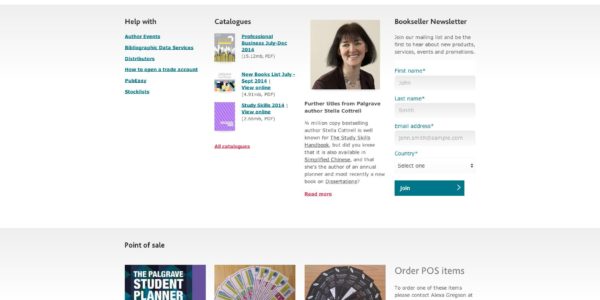 Help with
Author Events
Bibliographic Data Services
Distributors
How to open a trade account
PubEasy
Stockists
Catalogues
Professional
Business July-Dec
2014
(15.12mb, PDF)
New Books List July -
Sept 2014 |
View online
(4.91mb, PDF)
Study Skills 2014 |
View online
(2.66mb, PDF)
All catalogues
Further titles from Palgrave
author Stella Cottrell
½ million copy bestselling
author Stella Cottrell is well
known for The Study Skills
Handbook, but did you know
that it is also available in
Simplified Chinese, and that
she's the author of an annual
planner and most recently a new
book on Dissertations?
Read more
Bookseller Newsletter
Join our mailing list and be the
first to hear about new products,
services, events and promotions.
First name*
John
Last name*
Smith
Email address*
john.smith@example.com
Country*
Select one
Join
Point of sale
THE PALGRAVE
STUDENT
PLANNER
Order POS items
To order one of these items
please contact Alexa Gregson at